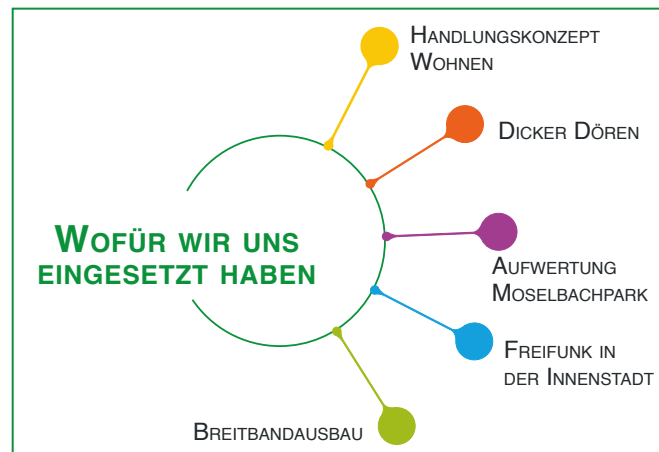 HANDLUNGSKONZEPT
WOHNEN
DICKER DÖREN
WOFÜR WIR UNS
EINGESETZT HABEN
AUFWERTUNG
MOSELBACHPARK
FREIFUNK IN
DER INNENSTADT
BREITBANDAUSBAU